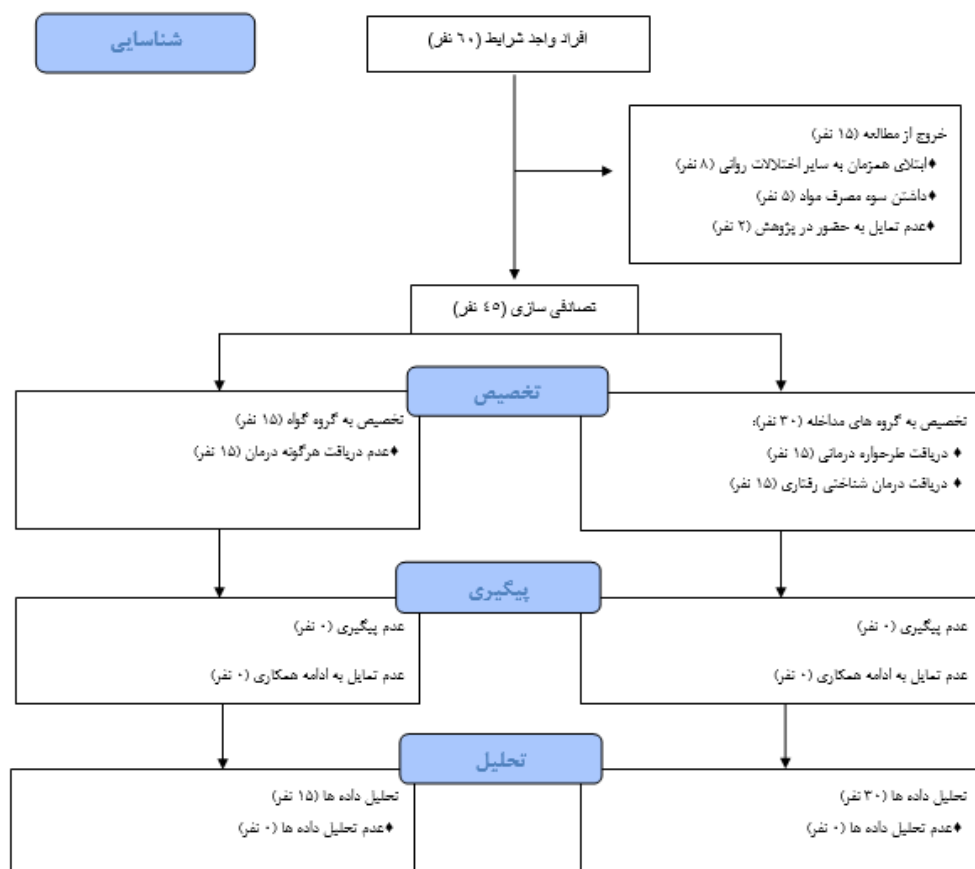 شناسایی
افراد واجد شرایط (٦٠ نفر)
خروج از مطالعه (۱۵ نفر)
♦ابتلای همزمان به سایر اختلالات روانی (۸ نفر)
♦داشتن سوء مصرف مواد (۵ نفر)
♦عدم تمایل به حضور در پژوهش (۲ نفر)
تصادفی سازی (٤٥ نفر)
تخصیص
تخصیص به گروه های مداخله (۳۰ نفر):
♦ دریافت طرحواره درمانی (۱۵ نفر)
♦ دریافت درمان شناختی رفتاری (۱۵ نفر)
تخصیص به گروه گواه (۱۵ نفر)
♦عدم دریافت هرگونه درمان (۱۵ نفر)
پیگیری
عدم پیگیری (۰ نفر)
عدم تمایل به ادامه همکاری (۰ نفر)
عدم پیگیری (۰ نفر)
عدم تمایل به ادامه همکاری (۰ نفر)
تحلیل
تحلیل داده ها (۳۰ نفر)
♦عدم تحلیل داده ها (۰ نفر)
تحلیل داده ها (۱۵ نفر)
♦عدم تحلیل داده ها (۰ نفر)